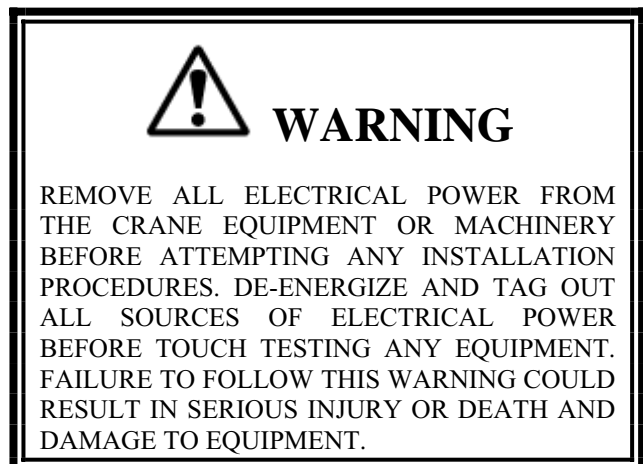 WARNING
REMOVE ALL ELECTRICAL POWER FROM
THE CRANE EQUIPMENT OR MACHINERY
BEFORE ATTEMPTING ANY INSTALLATION
PROCEDURES. DE-ENERGIZE AND TAG OUT
ALL SOURCES OF ELECTRICAL POWER
BEFORE TOUCH TESTING ANY EQUIPMENT.
FAILURE TO FOLLOW THIS WARNING COULD
RESULT IN SERIOUS INJURY OR DEATH AND
DAMAGE TO EQUIPMENT.